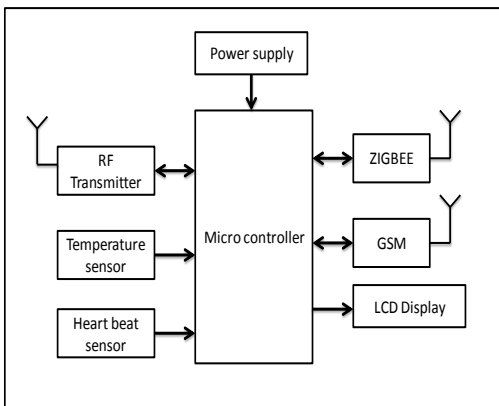 Power supply
RF
Transmitter
ZIGBEE
Temperature
sensor
Micro controller
GSM
Heart beat
sensor
LCD Display